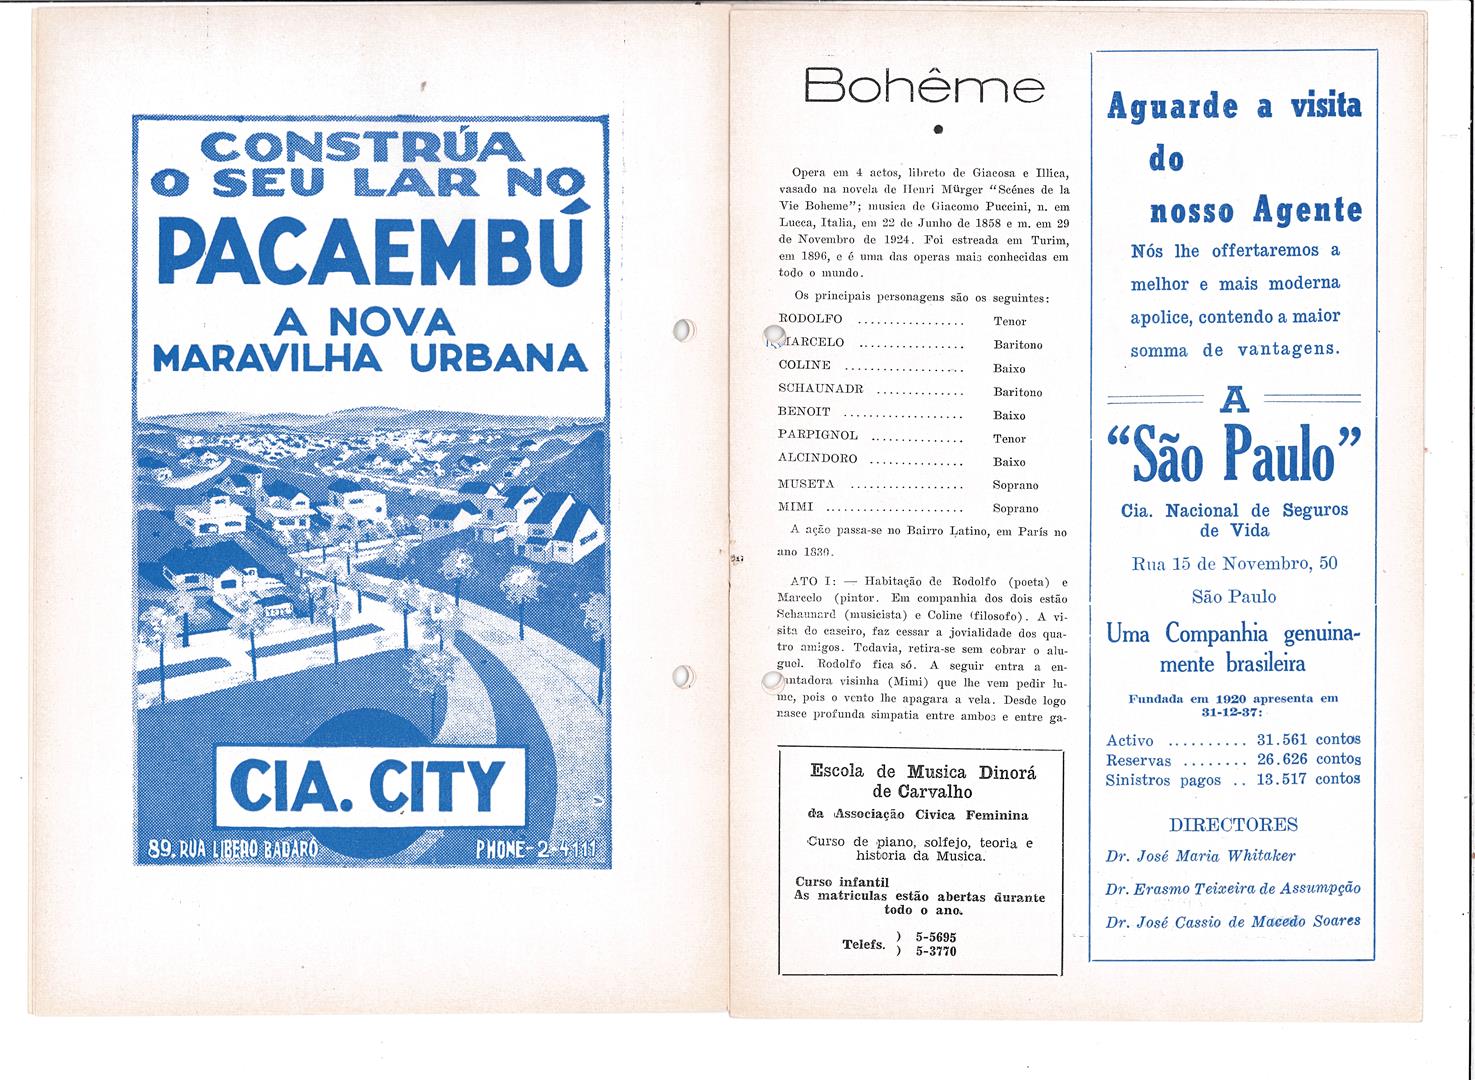 CONSTRÚA
O SEU LAR NO
PACAEMBÚ
A NOVA
MARAVILHA URBANA
CIA. CITY
89, RUA LIBERO BADARÓ PHONE-2-4111
Bohême
Opera em 4 actos, libreto de Giacosa e Illica,
vasado na novela de Henri Mürger “Scénes de la
Vie Boheme”; musica de Giacomo Puccini, n. em
Lucca, Italia, em 22 de Junho de 1858 e m. em 29
de Novembro de 1924. Foi estreada em Turim,
em 1896, e é uma das operas mais conhecidas em
todo o mundo.
Os principais personagens são os seguintes:
RODOLFO ................ Tenor
MARCELO ................ Baritono
COLINE .................. Baixo
SCHAUNADR ............. Baritono
BENOIT .................. Baixo
PARPIGNOL .............. Tenor
ALCINDORO .............. Baixo
MUSETA ................. Soprano
MIMI .................... Soprano
A ação passa-se no Bairro Latino, em París no
ano 1830.
ATO I: — Habitação de Rodolfo (poeta) e
Marcelo (pintor. Em companhia dos dois estão
Schaunard (musicista) e Coline (filosofo). A vi-
sita do caseiro, faz cessar a jovialidade dos qua-
tro amigos. Todavia, retira-se sem cobrar o alu-
guel. Rodolfo fica só. A seguir entra a en-
cantadora visinha (Mimi) que lhe vem pedir lu-
me, pois o vento lhe apagara a vela. Desde logo
nasce profunda simpatia entre ambos e entre ga-
Escola de Musica Dinorá
de Carvalho
da Associação Civica Feminina
Curso de piano, solfejo, teoria e
historia da Musica.
Curso infantil
As matriculas estão abertas durante
todo o ano.
Telefs. ) 5-5695
) 5-3770
Aguarde a visita
do
nosso Agente
Nós lhe offertaremos a
melhor e mais moderna
apolice, contendo a maior
somma de vantagens.
A
“São Paulo”
Cia. Nacional de Seguros
de Vida
Rua 15 de Novembro, 50
São Paulo
Uma Companhia genuina-
mente brasileira
Fundada em 1920 apresenta em
31-12-37:
Activo .......... 31.561 contos
Reservas ........ 26.626 contos
Sinistros pagos .. 13.517 contos
DIRECTORES
Dr. José Maria Whitaker
Dr. Erasmo Teixeira de Assumpção
Dr. José Cassio de Macedo Soares